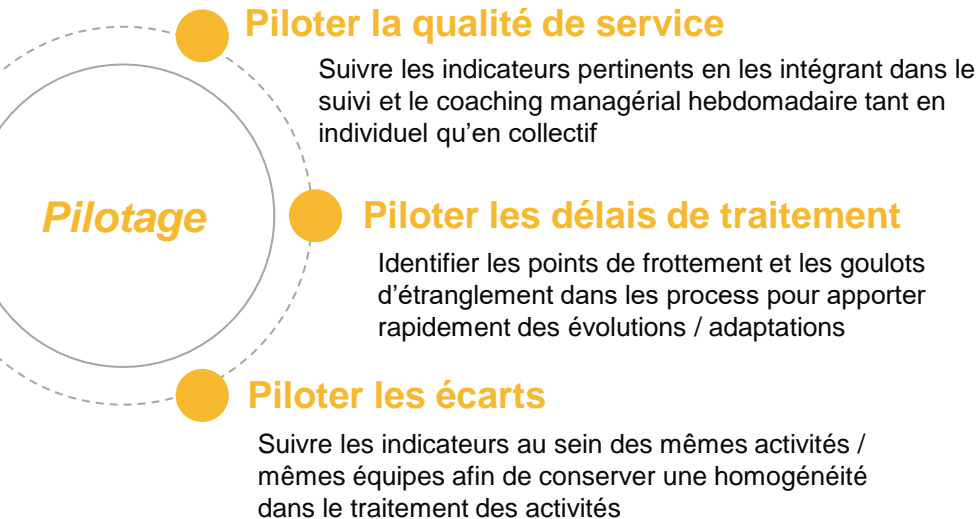 Piloter la qualité de service
Suivre les indicateurs pertinents en les intégrant dans le
suivi et le coaching managérial hebdomadaire tant en
individuel qu'en collectif
Pilotage
Piloter les délais de traitement
Identifier les points de frottement et les goulots
d’étranglement dans les process pour apporter
rapidement des évolutions / adaptations
Piloter les écarts
Suivre les indicateurs au sein des mêmes activités /
mêmes équipes afin de conserver une homogénéité
dans le traitement des activités